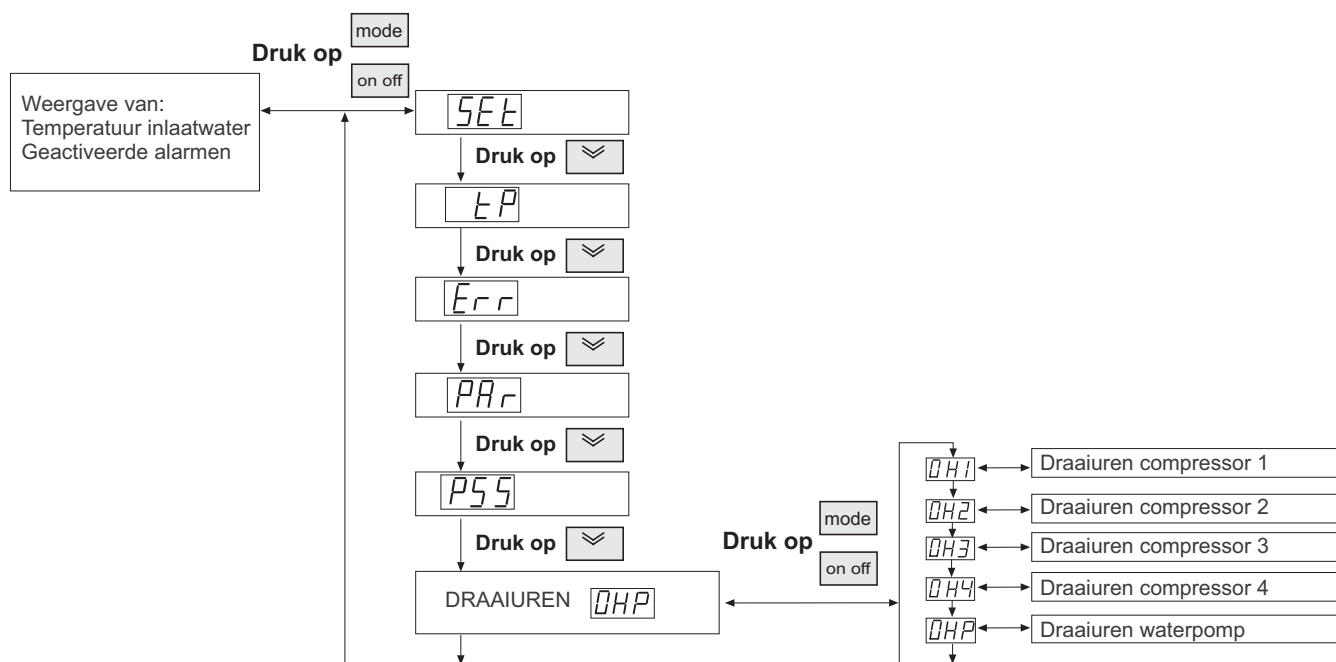 mode
Druk op
on off
Weergave van:
Temperatuur inlaatwater
Geactiveerde alarmen
SEt
Druk op
tP
Druk op
Err
Druk op
PAr
Druk op
PSS
Druk op
DRAAIUREN OHP
mode
Druk op
on off
OH1 Draaiuren compressor 1
OH2 Draaiuren compressor 2
OH3 Draaiuren compressor 3
OH4 Draaiuren compressor 4
OHP Draaiuren waterpomp